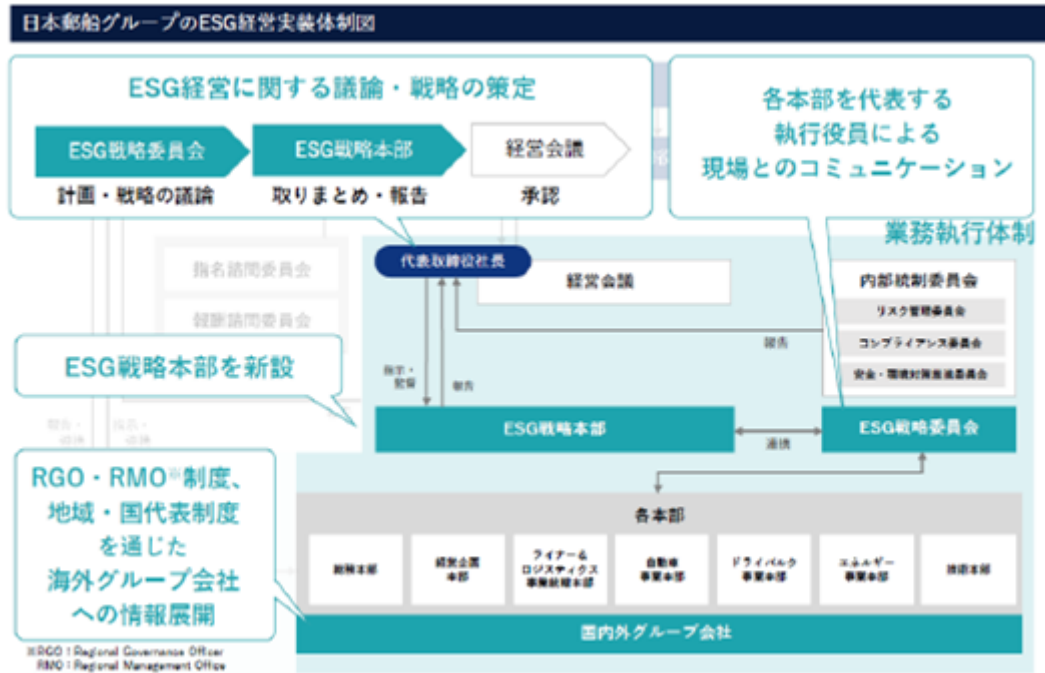 日本郵船グループのESG経営実装体制図
ESG経営に関する議論・戦略の策定
ESG戦略委員会
ESG戦略本部
経営会議
計画・戦略の議論
取りまとめ・報告
承認
各本部を代表する
執行役員による
現場とのコミュニケーション
業務執行体制
指名諮問委員会
報酬諮問委員会
代表取締役社長
経営会議
内部統制委員会
リスク管理委員会
コンプライアンス委員会
安全・環境対策推進委員会
報告
指示・
監督
報告
ESG戦略本部を新設
ESG戦略本部
連携
ESG戦略委員会
RGO・RMO※制度、
地域・国代表制度
を通じた
海外グループ会社
への情報展開
各本部
総務本部
経営企画
本部
ライナー&
ロジスティクス
事業統轄本部
自動車
事業本部
ドライバルク
事業本部
エネルギー
事業本部
技術本部
国内外グループ会社
※RGO：Regional Governance Officer
RMO：Regional Management Office